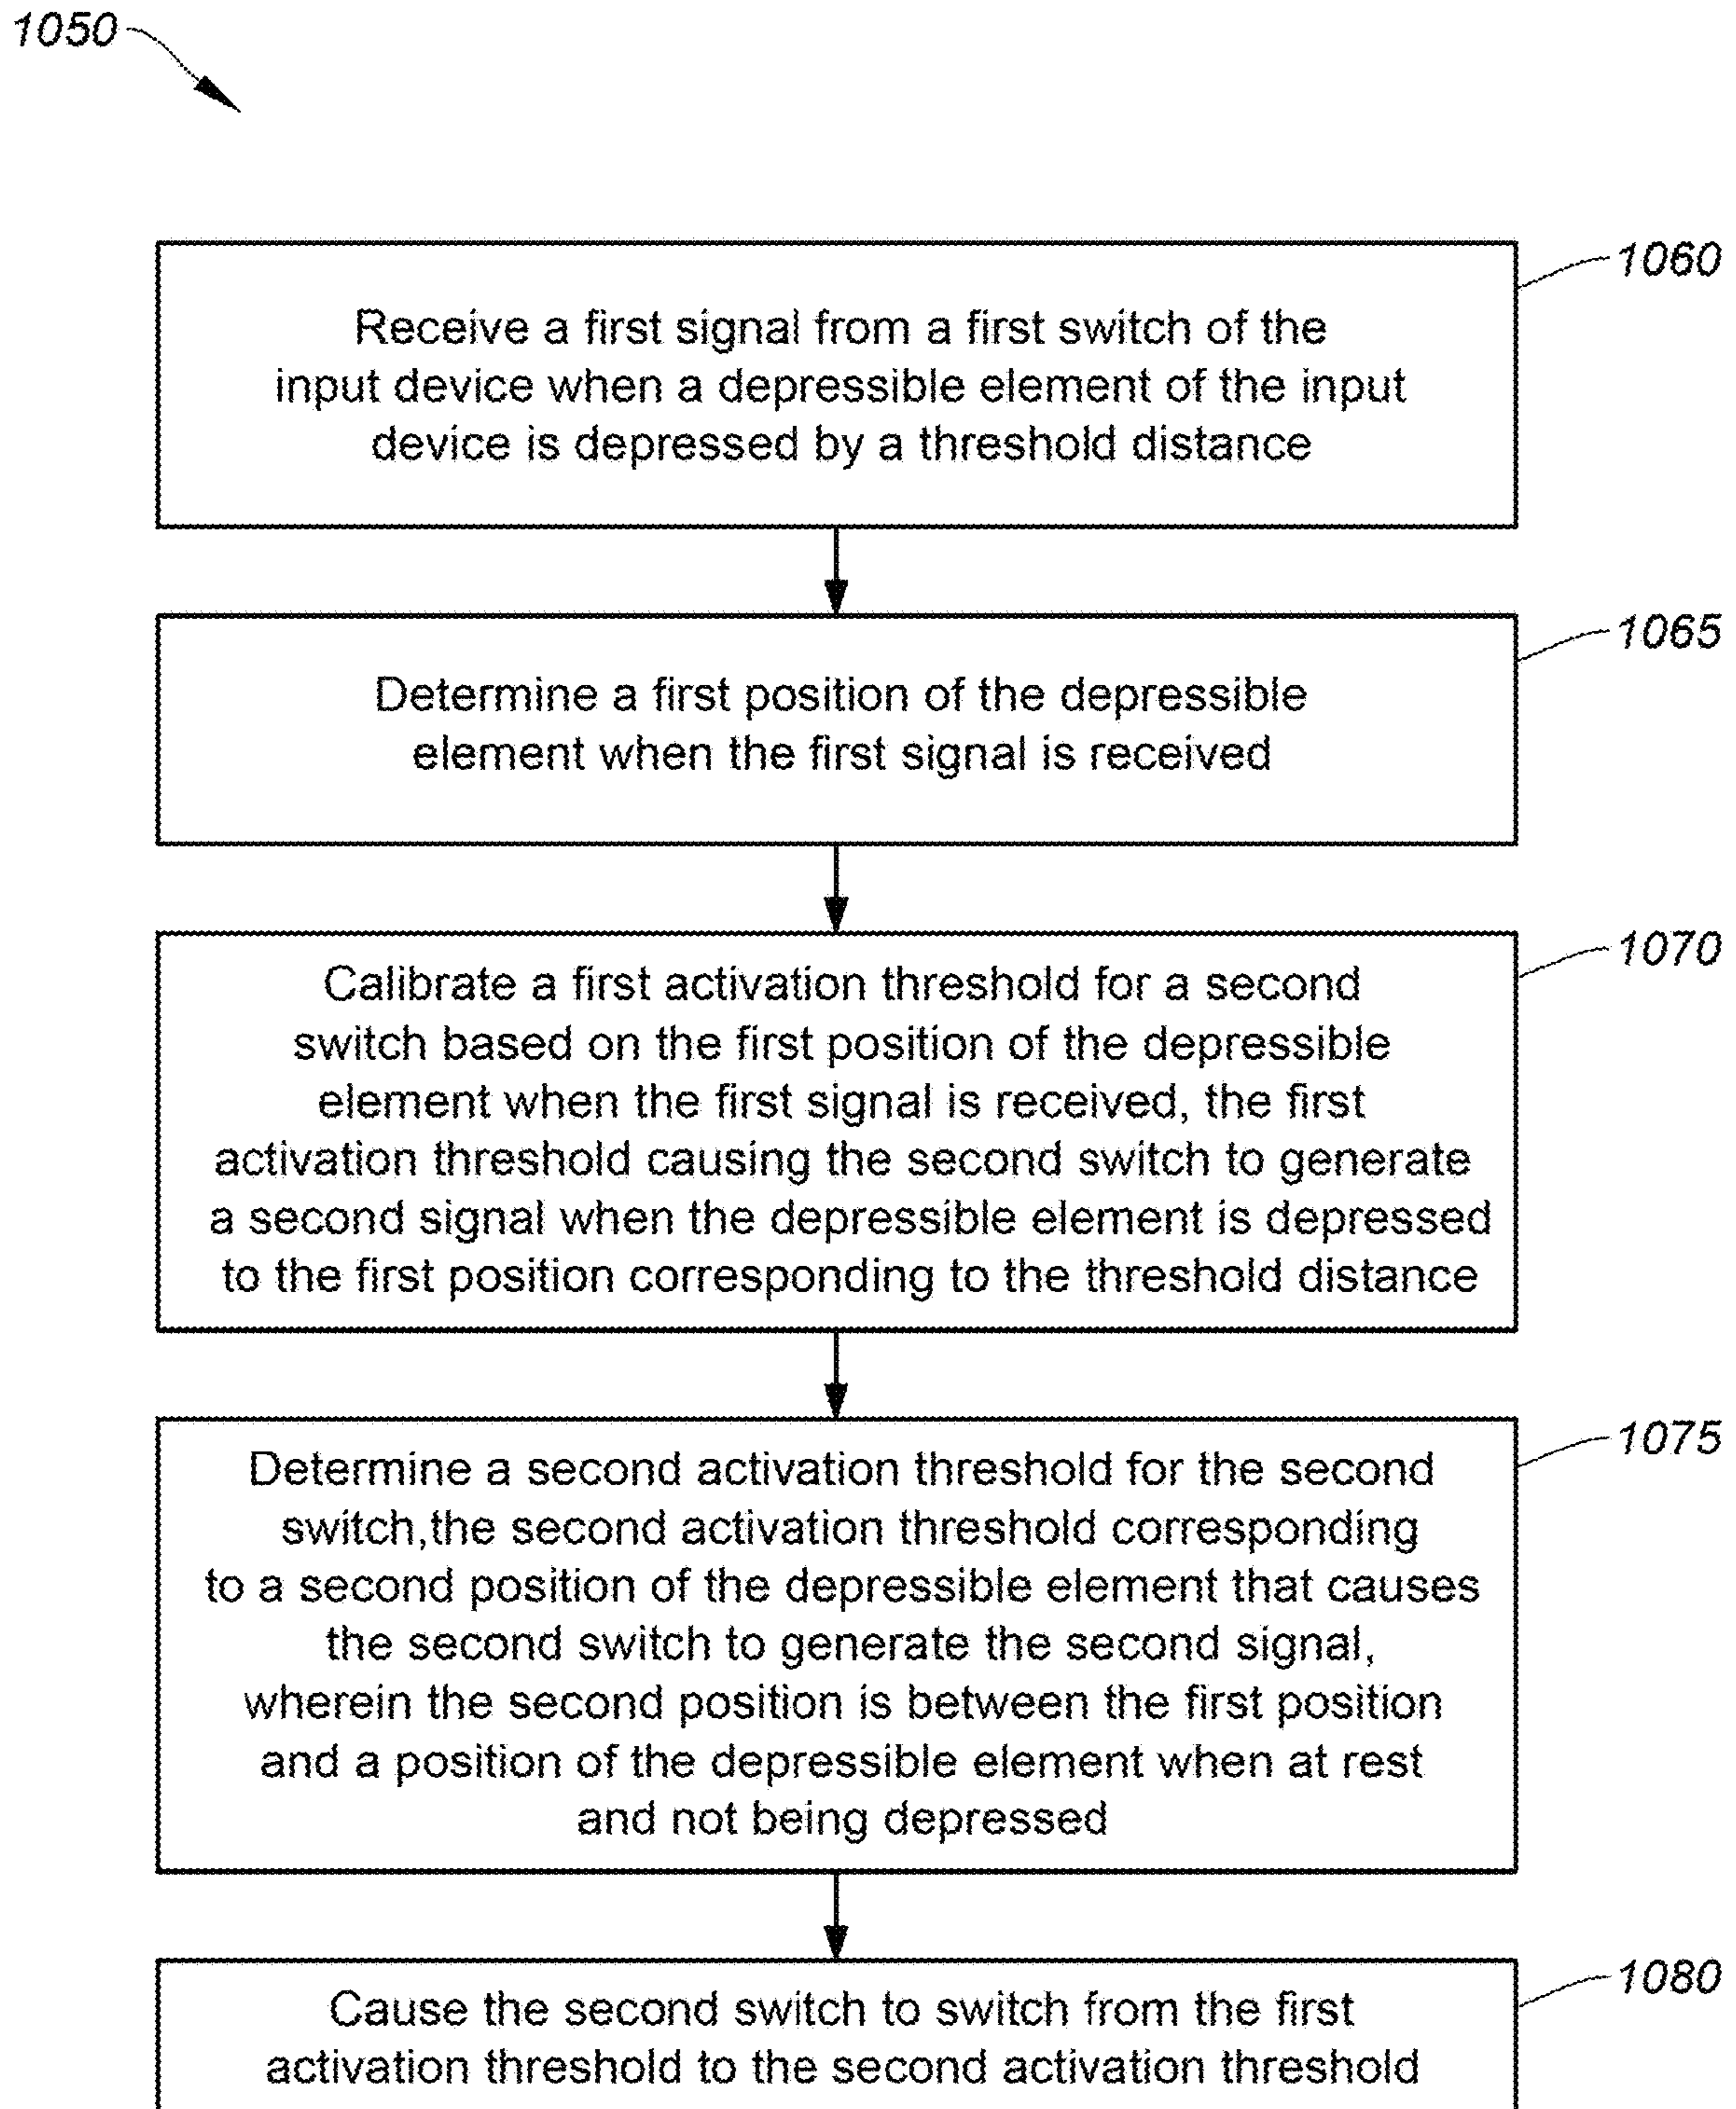 1050
1060
Receive a first signal from a first switch of the
input device when a depressible element of the input
device is depressed by a threshold distance
1065
Determine a first position of the depressible
element when the first signal is received
1070
Calibrate a first activation threshold for a second
switch based on the first position of the depressible
element when the first signal is received, the first
activation threshold causing the second switch to generate
a second signal when the depressible element is depressed
to the first position corresponding to the threshold distance
1075
Determine a second activation threshold for the second
switch,the second activation threshold corresponding
to a second position of the depressible element that causes
the second switch to generate the second signal,
wherein the second position is between the first position
and a position of the depressible element when at rest
and not being depressed
1080
Cause the second switch to switch from the first
activation threshold to the second activation threshold